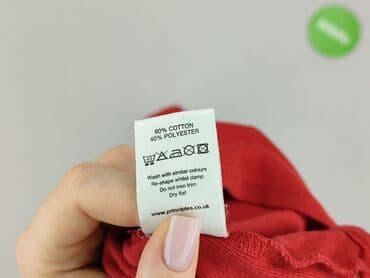 60% COTTON
40% POLYESTER
Wash with similar colours
Re-shape whilst damp
Do not iron trim
Dry flat
www.principles.co.uk